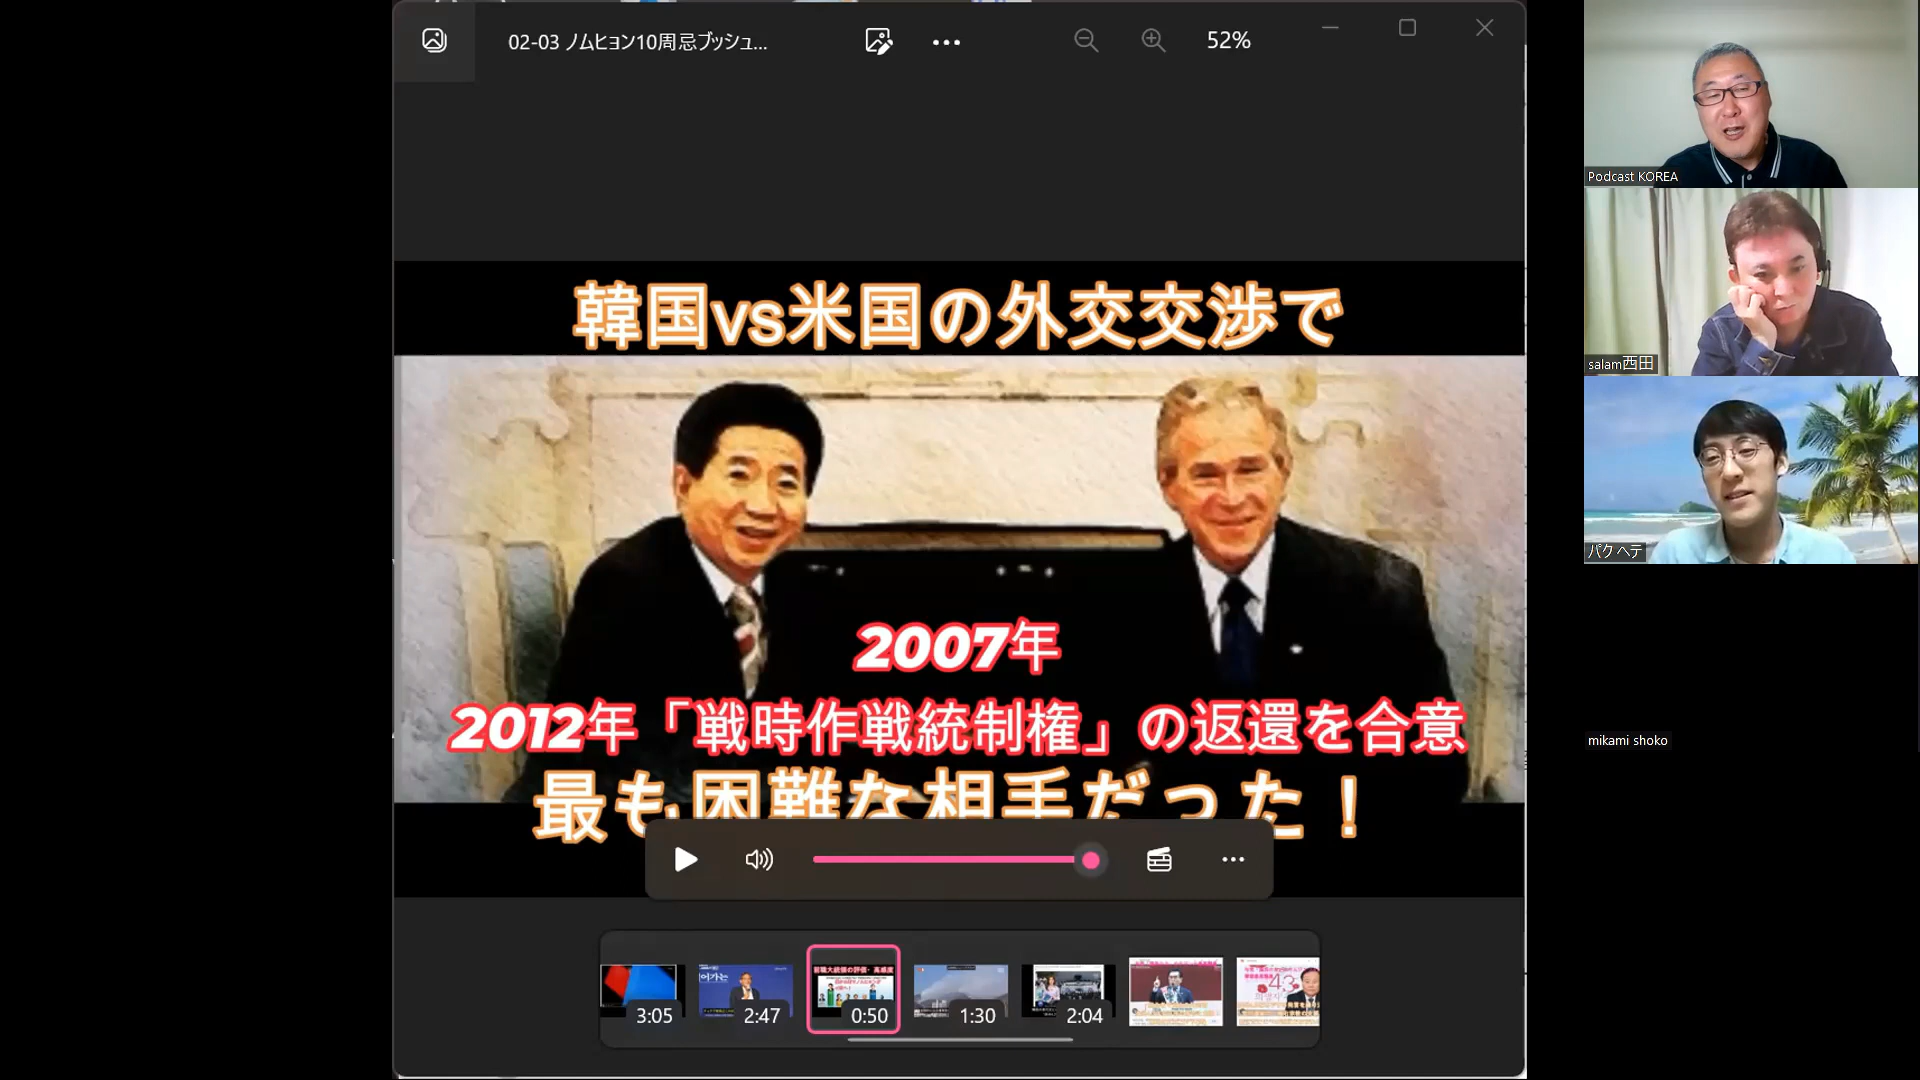 02-03 ノムヒョン10周忌ブッシュ...
52%
韓国vs米国の外交交渉で
2007年
2012年「戦時作戦統制権」の返還を合意
最も困難な相手だった！
3:05
2:47
0:50
1:30
2:04
43
Podcast KOREA
salam西田
パクヘテ
mikami shoko